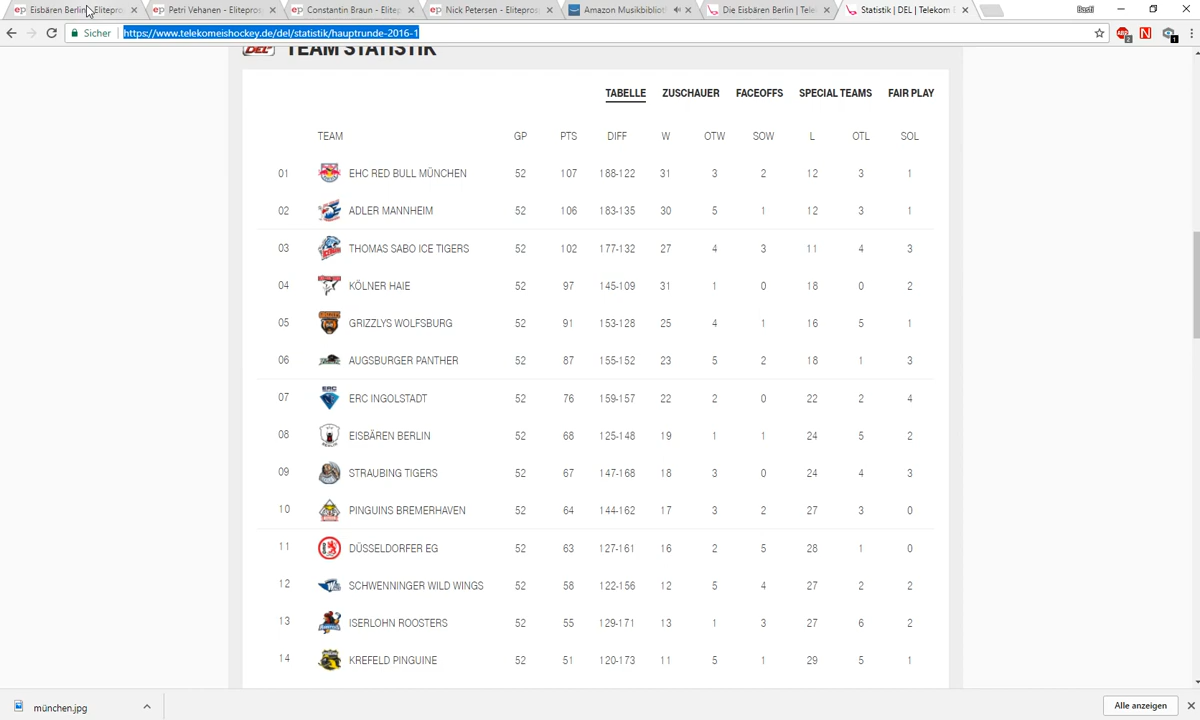 Eisbären Berlin - Elitepros
Petri Vehanen - Elitepros
Constantin Braun - Elitep
Nick Petersen - Elitepros
Amazon Musikbibliot
Die Eisbären Berlin | Tele
Statistik | DEL | Telekom
Basti
Sicher
https://www.telekomeishockey.de/del/statistik/hauptrunde-2016-1
DEL TEAM STATISTIK
TABELLE ZUSCHAUER FACEOFFS SPECIAL TEAMS FAIR PLAY
TEAM GP PTS DIFF W OTW SOW L OTL SOL
01 EHC RED BULL MÜNCHEN 52 107 188-122 31 3 2 12 3 1
02 ADLER MANNHEIM 52 106 183-135 30 5 1 12 3 1
03 THOMAS SABO ICE TIGERS 52 102 177-132 27 4 3 11 4 3
04 KÖLNER HAIE 52 97 145-109 31 1 0 18 0 2
05 GRIZZLYS WOLFSBURG 52 91 153-128 25 4 1 16 5 1
06 AUGSBURGER PANTHER 52 87 155-152 23 5 2 18 1 3
07 ERC INGOLSTADT 52 76 159-157 22 2 0 22 2 4
08 EISBÄREN BERLIN 52 68 125-148 19 1 1 24 5 2
09 STRAUBING TIGERS 52 67 147-168 18 3 0 24 4 3
10 PINGUINS BREMERHAVEN 52 64 144-162 17 3 2 27 3 0
11 DÜSSELDORFER EG 52 63 127-161 16 2 5 28 1 0
12 SCHWENNINGER WILD WINGS 52 58 122-156 12 5 4 27 2 2
13 ISERLOHN ROOSTERS 52 55 129-171 13 1 3 27 6 2
14 KREFELD PINGUINE 52 51 120-173 11 5 1 29 5 1
münchen.jpg
Alle anzeigen